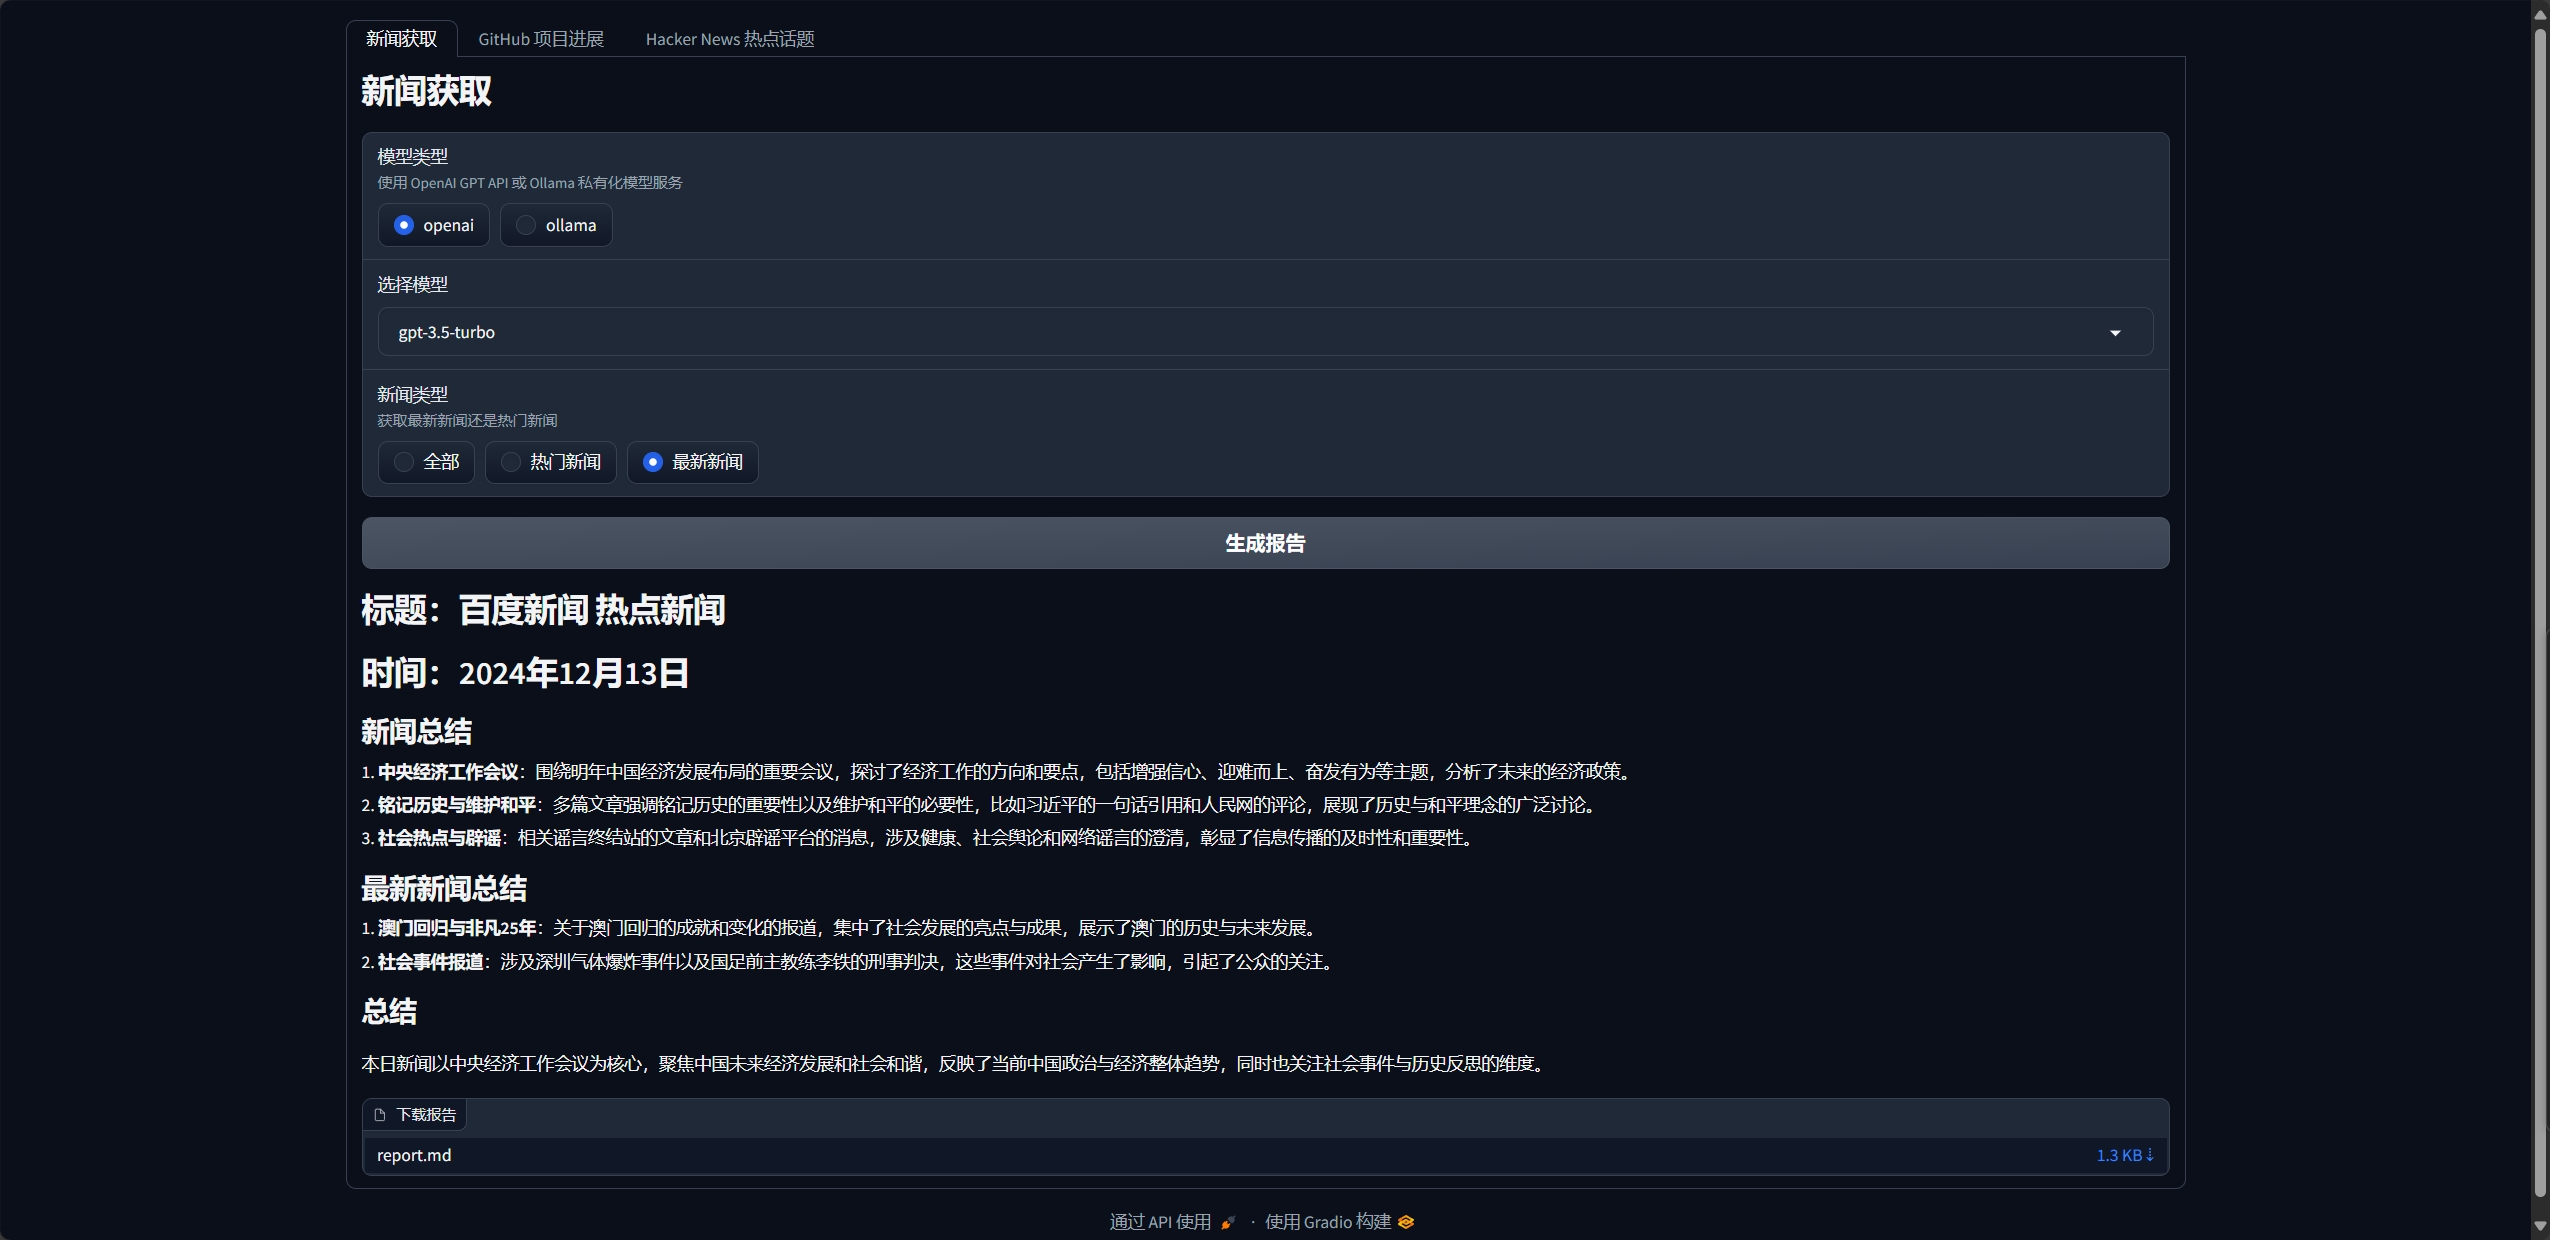 新闻获取
GitHub 项目进展
Hacker News 热点话题
新闻获取
模型类型
使用 OpenAI GPT API 或 Ollama 私有化模型服务
openai
ollama
选择模型
gpt-3.5-turbo
新闻类型
获取最新新闻还是热门新闻
全部
热门新闻
最新新闻
生成报告
标题：百度新闻 热点新闻
时间：2024年12月13日
新闻总结
1. 中央经济工作会议：围绕明年中国经济发展布局的重要会议，探讨了经济工作的方向和要点，包括增强信心、迎难而上、奋发有为等主题，分析了未来的经济政策。
2. 铭记历史与维护和平：多篇文章强调铭记历史的重要性以及维护和平的必要性，比如习近平的一句话引用和人民网的评论，展现了历史与和平理念的广泛讨论。
3. 社会热点与辟谣：相关谣言终结站的文章和北京辟谣平台的消息，涉及健康、社会舆论和网络谣言的澄清，彰显了信息传播的及时性和重要性。
最新新闻总结
1. 澳门回归与非凡25年：关于澳门回归的成就和变化的报道，集中了社会发展的亮点与成果，展示了澳门的历史与未来发展。
2. 社会事件报道：涉及深圳气体爆炸事件以及国足前主教练李铁的刑事判决，这些事件对社会产生了影响，引起了公众的关注。
总结
本日新闻以中央经济工作会议为核心，聚焦中国未来经济发展和社会和谐，反映了当前中国政治与经济整体趋势，同时也关注社会事件与历史反思的维度。
下载报告
report.md
1.3 KB ⇣
通过 API 使用 · 使用 Gradio 构建